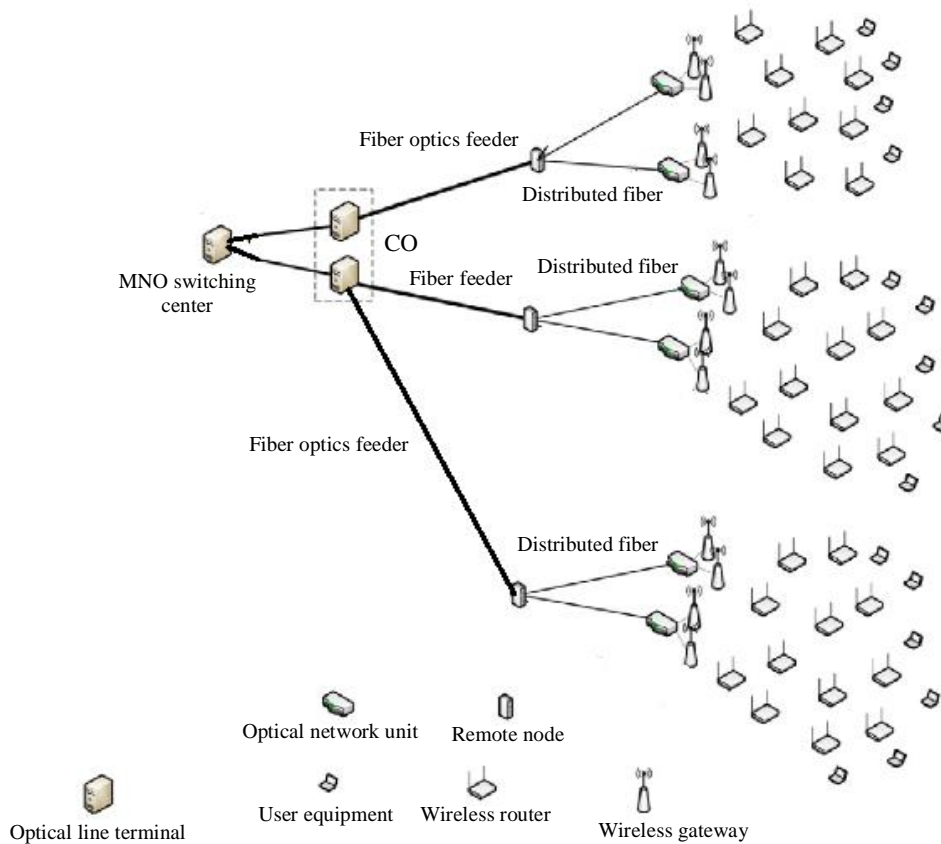 Fiber optics feeder
Distributed fiber
CO
MNO switching
center
Fiber feeder
Distributed fiber
Fiber optics feeder
Distributed fiber
Optical network unit
Remote node
User equipment
Wireless router
Wireless gateway
Optical line terminal